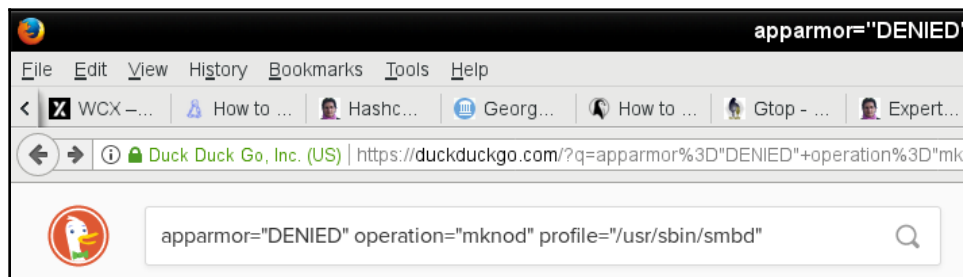 apparmor="DENIED"
File Edit View History Bookmarks Tools Help
WCX –... How to ... Hashc... Georg... How to ... Gtop - ... Expert...
Duck Duck Go, Inc. (US) https://duckduckgo.com/?q=apparmor%3D"DENIED"+operation%3D"mk
apparmor="DENIED" operation="mknod" profile="/usr/sbin/smbd"